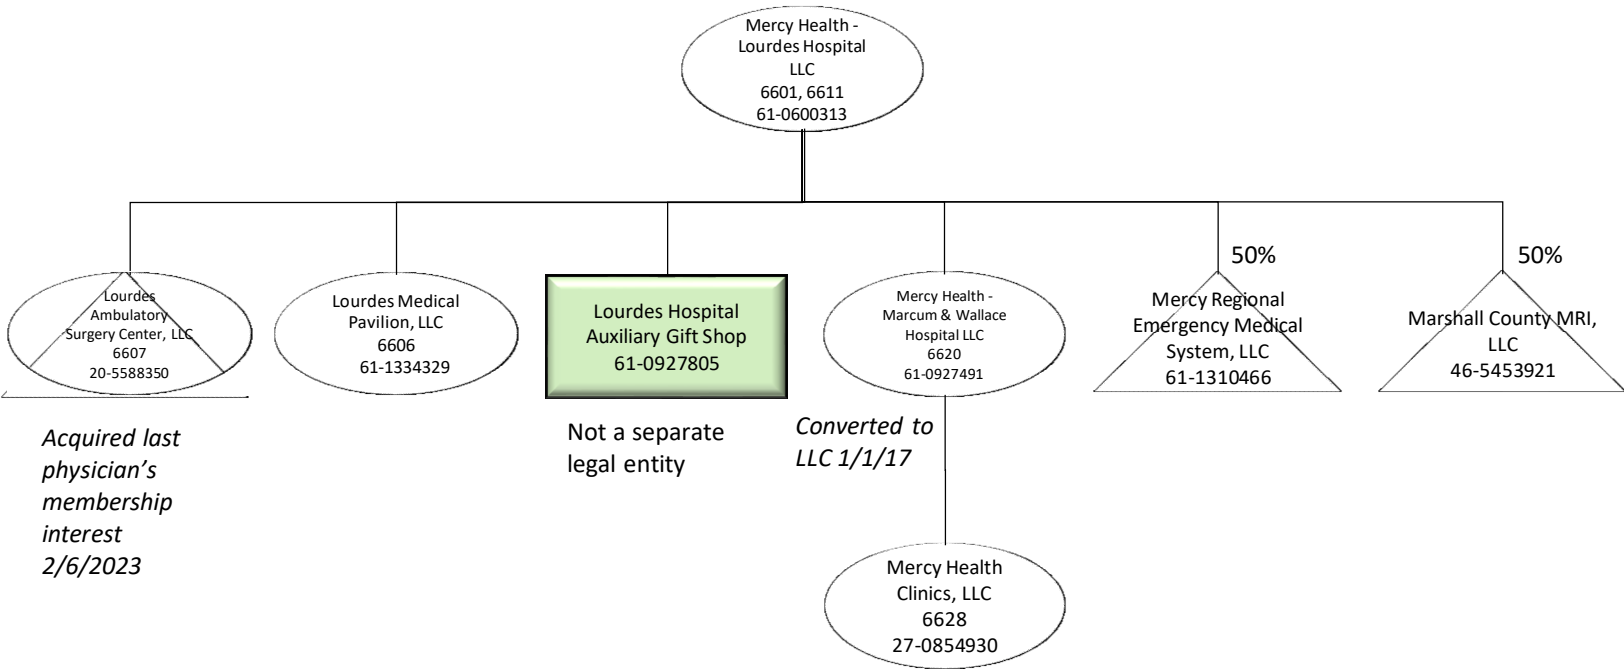 Mercy Health -
Lourdes Hospital
LLC
6601, 6611
61-0600313
Lourdes
Ambulatory
Surgery Center, LLC
6607
20-5588350
Acquired last
physician’s
membership
interest
2/6/2023
Lourdes Medical
Pavilion, LLC
6606
61-1334329
Lourdes Hospital
Auxiliary Gift Shop
61-0927805
Not a separate
legal entity
Mercy Health -
Marcum & Wallace
Hospital LLC
6620
61-0927491
Converted to
LLC 1/1/17
Mercy Health
Clinics, LLC
6628
27-0854930
50%
Mercy Regional
Emergency Medical
System, LLC
61-1310466
50%
Marshall County MRI,
LLC
46-5453921